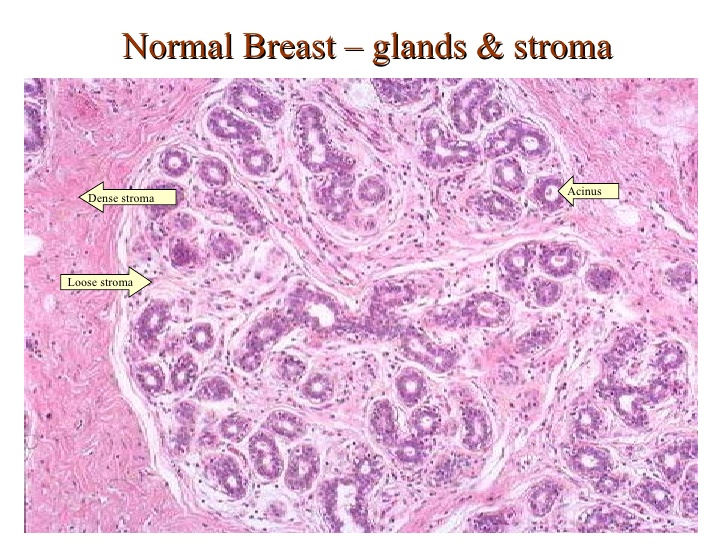 Normal Breast – glands & stroma
Dense stroma
Acinus
Loose stroma